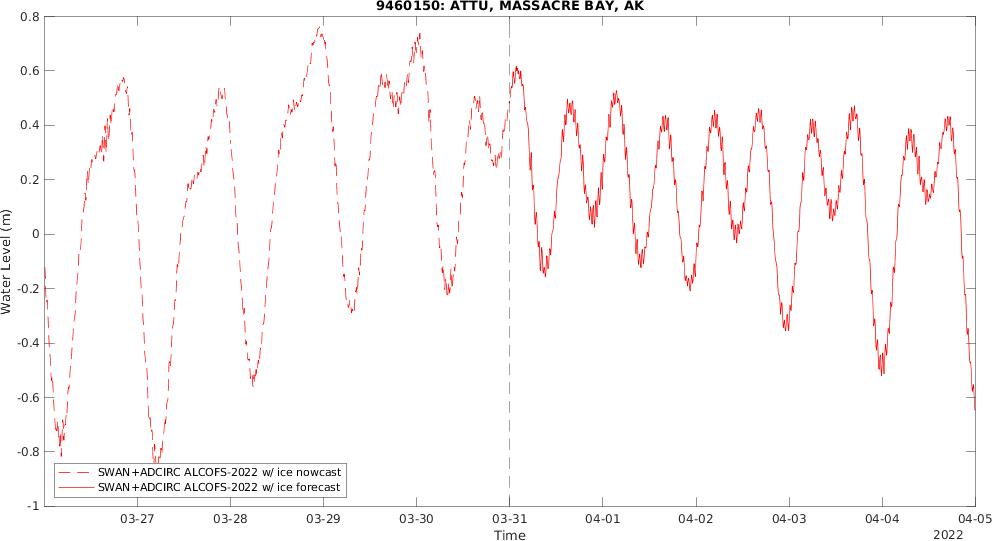 9460150: ATTU, MASSACRE BAY, AK
0.8
0.6
0.4
0.2
0
-0.2
-0.4
-0.6
-0.8
-1
Water Level (m)
SWAN+ADCIRC ALCOFS-2022 w/ ice nowcast
SWAN+ADCIRC ALCOFS-2022 w/ ice forecast
03-27 03-28 03-29 03-30 03-31 04-01 04-02 04-03 04-04 04-05
Time
2022